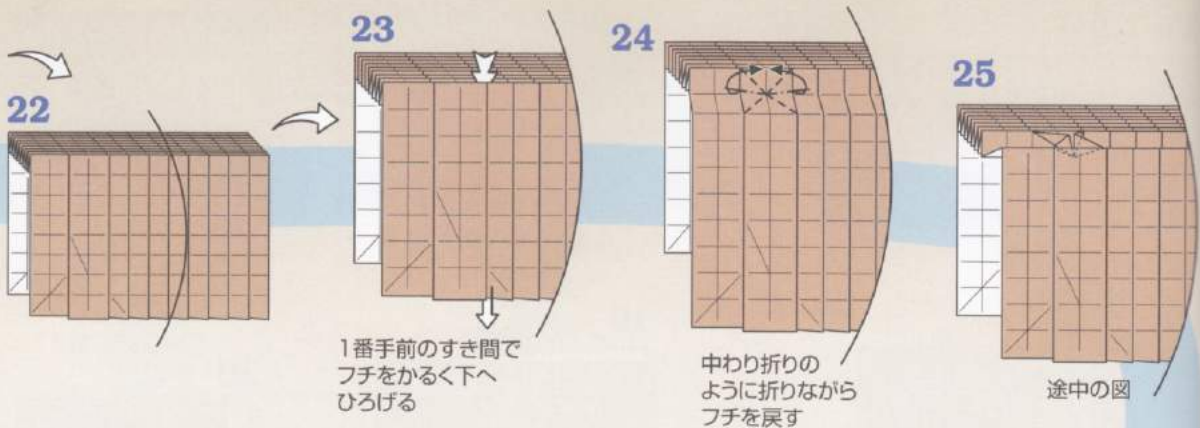 22
23
1番手前のすき間で
フチをかるく下へ
ひろげる
24
中わり折りの
ように折りながら
フチを戻す
25
途中の図